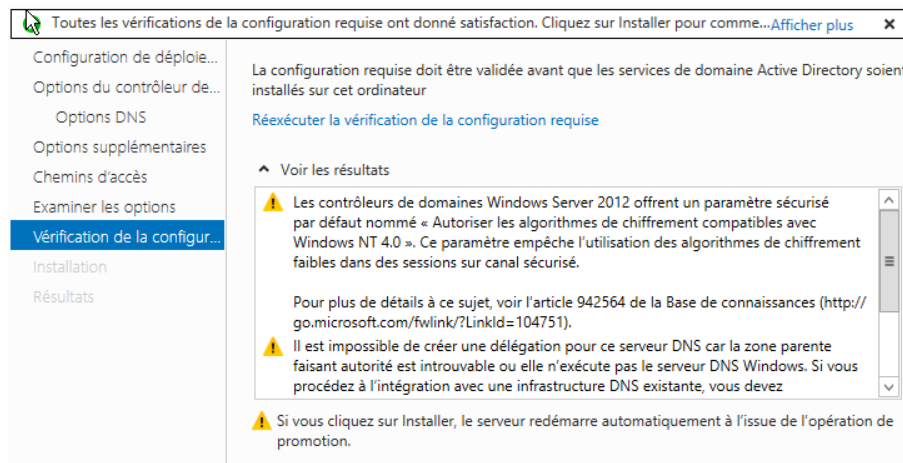 Toutes les vérifications de la configuration requise ont donné satisfaction. Cliquez sur Installer pour comme...Afficher plus
Configuration de déploie...
Options du contrôleur de...
Options DNS
Options supplémentaires
Chemins d'accès
Examiner les options
Vérification de la configur...
Installation
Résultats
La configuration requise doit être validée avant que les services de domaine Active Directory soient
installés sur cet ordinateur
Réexécuter la vérification de la configuration requise
Voir les résultats
Les contrôleurs de domaines Windows Server 2012 offrent un paramètre sécurisé
par défaut nommé « Autoriser les algorithmes de chiffrement compatibles avec
Windows NT 4.0 ». Ce paramètre empêche l'utilisation des algorithmes de chiffrement
faibles dans des sessions sur canal sécurisé.
Pour plus de détails à ce sujet, voir l'article 942564 de la Base de connaissances (http://
go.microsoft.com/fwlink/?LinkId=104751).
Il est impossible de créer une délégation pour ce serveur DNS car la zone parente
faisant autorité est introuvable ou elle n'exécute pas le serveur DNS Windows. Si vous
procédez à l'intégration avec une infrastructure DNS existante, vous devez
Si vous cliquez sur Installer, le serveur redémarre automatiquement à l'issue de l'opération de
promotion.